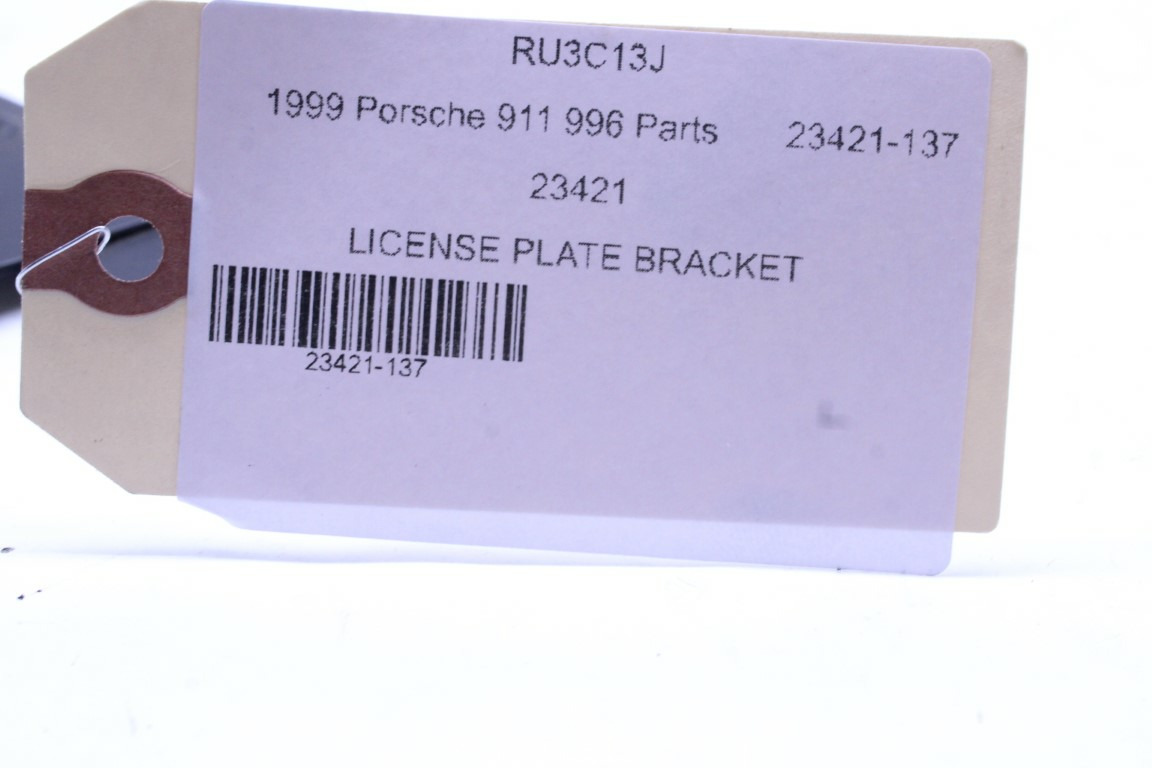 RU3C13J
1999 Porsche 911 996 Parts 23421-137
23421
LICENSE PLATE BRACKET
23421-137